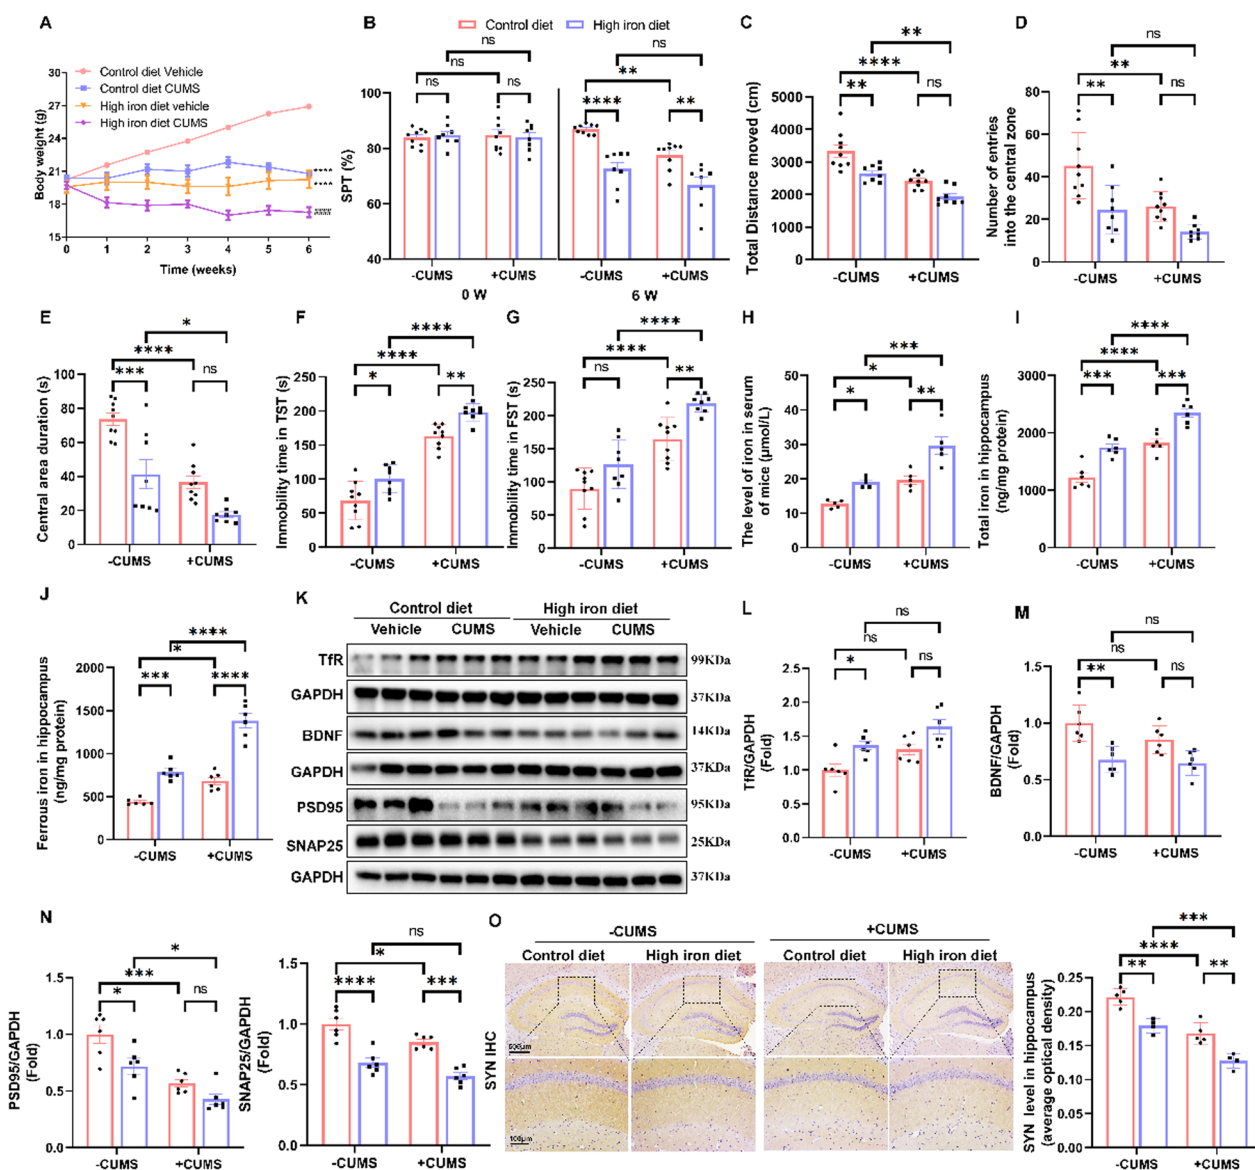 A
Body weight (g)
30
27
24
21
18
15
Control diet Vehicle
Control diet CUMS
High iron diet vehicle
High iron diet CUMS
****
****
0 1 2 3 4 5 6
Time (weeks)
Control diet High iron diet
B
SPT (%)
100
80
60
40
ns
ns
ns
ns
ns
**
****
**
-CUMS +CUMS -CUMS +CUMS
0 W 6 W
C
Total Distance moved (cm)
5000
4000
3000
2000
1000
0
**
****
**
ns
-CUMS +CUMS
D
Number of entries
into the central zone
80
60
40
20
0
ns
**
**
ns
-CUMS +CUMS
E
Central area duration (s)
100
80
60
40
20
0
*
****
***
ns
-CUMS +CUMS
F
Immobility time in TST (s)
250
200
150
100
50
0
****
****
*
**
-CUMS +CUMS
G
Immobility time in FST (s)
250
200
150
100
50
0
****
****
ns
**
-CUMS +CUMS
H
The level of iron in serum
of mice (μmol/L)
50
40
30
20
10
0
***
*
*
**
-CUMS +CUMS
I
Total iron in hippocampus
(ng/mg protein)
3000
2000
1000
0
****
****
***
***
-CUMS +CUMS
J
Ferrous iron in hippocampus
(ng/mg protein)
2000
1500
1000
500
0
****
*
***
****
-CUMS +CUMS
K
Control diet High iron diet
Vehicle CUMS Vehicle CUMS
TfR 99KDa
GAPDH 37KDa
BDNF 14KDa
GAPDH 37KDa
PSD95 95KDa
SNAP25 25KDa
GAPDH 37KDa
L
TfR/GAPDH
(Fold)
2.5
2.0
1.5
1.0
0.5
0.0
ns
ns
*
ns
-CUMS +CUMS
M
BDNF/GAPDH
(Fold)
1.5
1.0
0.5
0.0
ns
ns
**
ns
-CUMS +CUMS
N
PSD95/GAPDH
(Fold)
1.5
1.0
0.5
0.0
*
***
*
ns
-CUMS +CUMS
SNAP25/GAPDH
(Fold)
1.5
1.0
0.5
0.0
ns
*
****
***
-CUMS +CUMS
O
-CUMS +CUMS
Control diet High iron diet Control diet High iron diet
SYN IHC
500μm
100μm
SYN level in hippocampus
(average optical density)
0.25
0.20
0.15
0.10
0.05
0.00
***
****
**
**
-CUMS +CUMS